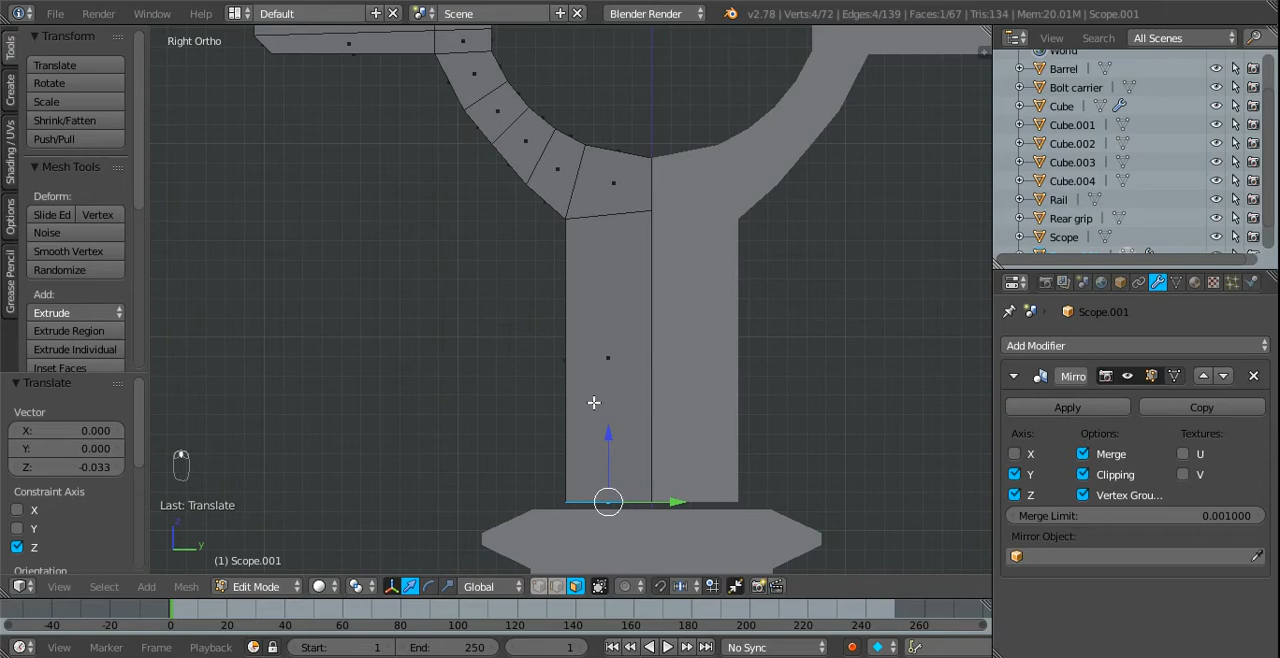 File Render Window Help Default Scene Blender Render v2.78 | Verts:4/72 | Edges:4/139 | Faces:1/67 | Tris:134 | Mem:20.01M | Scope.001
Tools
Create
Shading / UVs
Options
Grease Pencil
Transform
Translate
Rotate
Scale
Shrink/Fatten
Push/Pull
Mesh Tools
Deform:
Slide Ed Vertex
Noise
Smooth Vertex
Randomize
Add:
Extrude
Extrude Region
Extrude Individual
Inset Faces
Translate
Vector
X: 0.000
Y: 0.000
Z: -0.033
Constraint Axis
X
Y
Z
Orientation
Right Ortho
Last: Translate
z
y
(1) Scope.001
View Search All Scenes
World
Barrel
Bolt carrier
Cube
Cube.001
Cube.002
Cube.003
Cube.004
Rail
Rear grip
Scope
Scope.001
Add Modifier
Mirro
Apply Copy
Axis: Options: Textures:
X Merge U
Y Clipping V
Z Vertex Grou...
Merge Limit: 0.001000
Mirror Object:
View Select Add Mesh Edit Mode Global
-40 -20 0 20 40 60 80 100 120 140 160 180 200 220 240 260
View Marker Frame Playback Start: 1 End: 250 1 No Sync